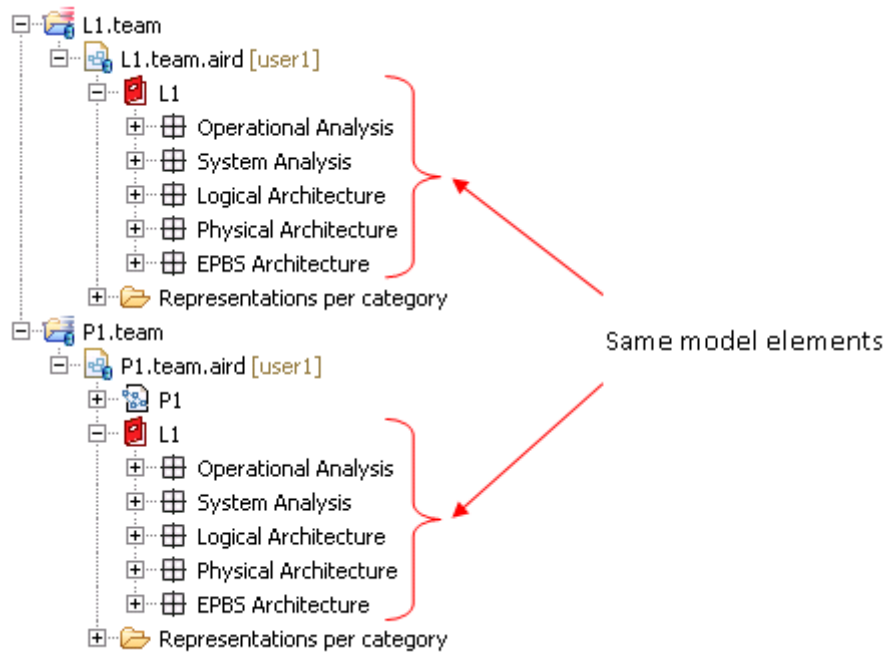 L1.team
L1.team.aird [user1]
L1
Operational Analysis
System Analysis
Logical Architecture
Physical Architecture
EPBS Architecture
Representations per category
P1.team
Same model elements
P1.team.aird [user1]
P1
L1
Operational Analysis
System Analysis
Logical Architecture
Physical Architecture
EPBS Architecture
Representations per category